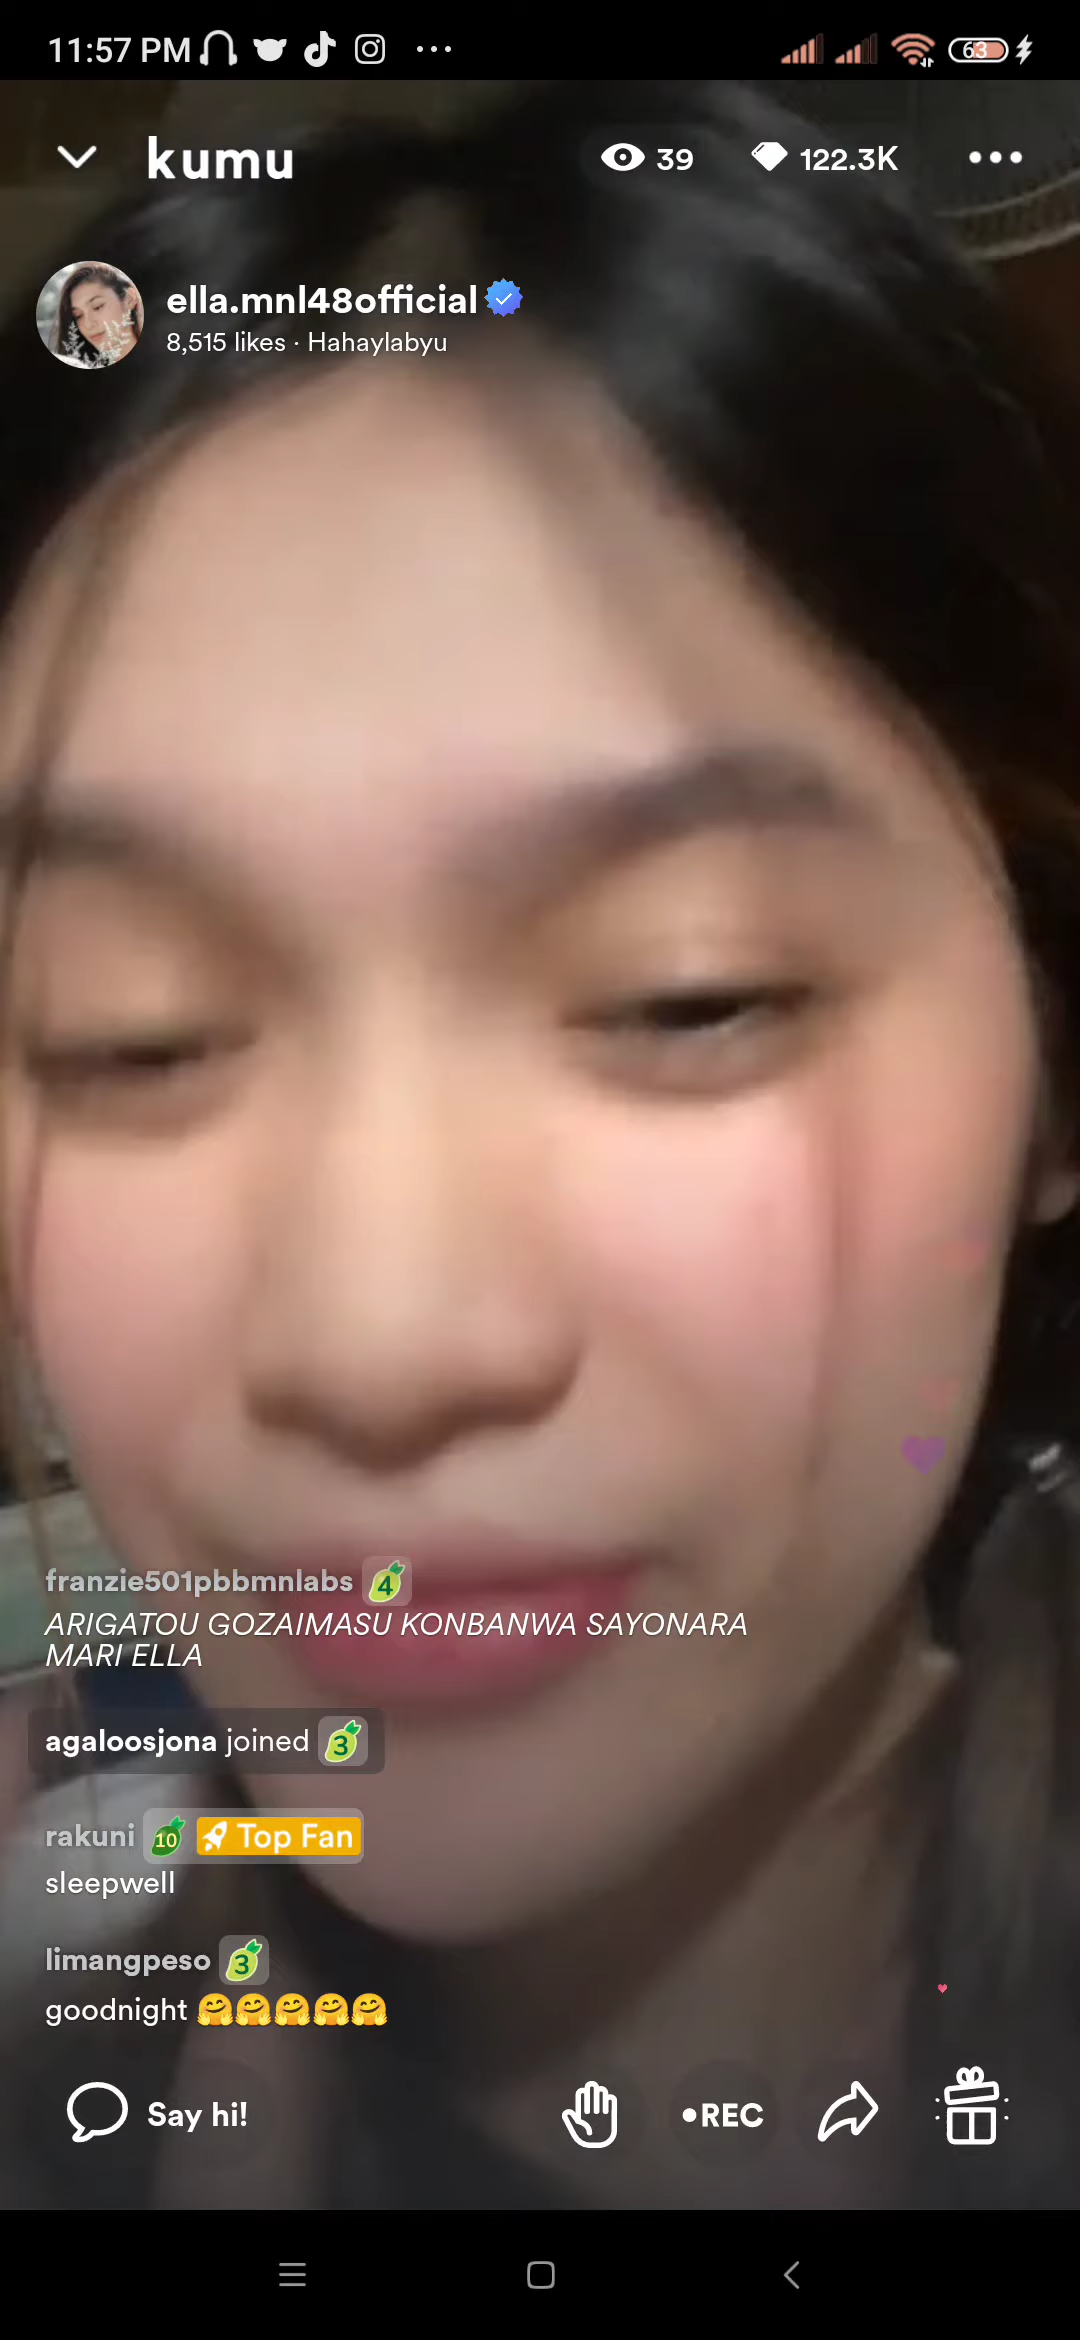 11:57 PM
63
kumu
39
122.3K
ella.mnl48official
8,515 likes · Hahaylabyu
franzie501pbbmnlabs 4
ARIGATOU GOZAIMASU KONBANWA SAYONARA
MARI ELLA
agaloosjona joined 3
rakuni 10 Top Fan
sleepwell
limangpeso 3
goodnight 🤗🤗🤗🤗🤗
Say hi!
•REC